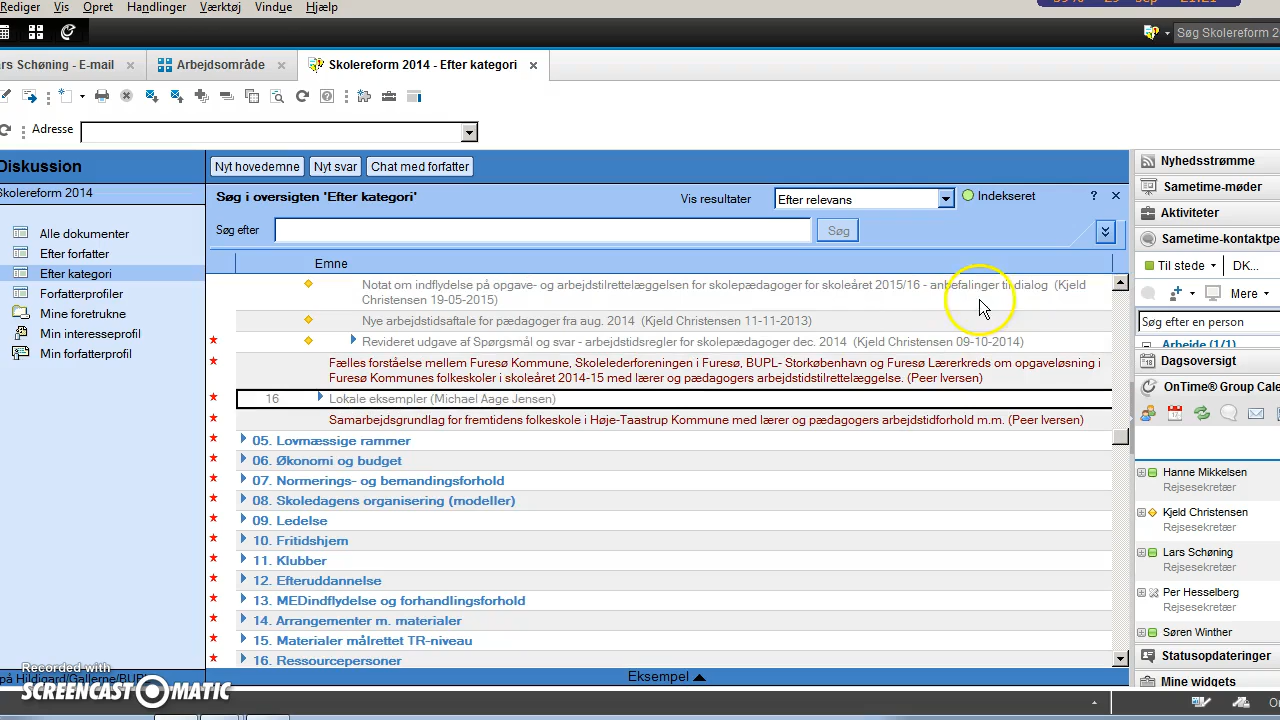 Rediger Vis Opret Handlinger Værktøj Vindue Hjælp
Søg Skolereform 2
rs Schøning - E-mail Arbejdsområde Skolereform 2014 - Efter kategori
Adresse
Diskussion
Skolereform 2014
Alle dokumenter
Efter forfatter
Efter kategori
Forfatterprofiler
Mine foretrukne
Min interesseprofil
Min forfatterprofil
Nyt hovedemne Nyt svar Chat med forfatter
Søg i oversigten 'Efter kategori' Vis resultater Efter relevans Indekseret ?
Søg efter Søg
Emne
Notat om indflydelse på opgave- og arbejdstilrettelæggelsen for skolepædagoger for skoleåret 2015/16 - anbefalinger til dialog (Kjeld
Christensen 19-05-2015)
Nye arbejdstidsaftale for pædagoger fra aug. 2014 (Kjeld Christensen 11-11-2013)
Revideret udgave af Spørgsmål og svar - arbejdstidsregler for skolepædagoger dec. 2014 (Kjeld Christensen 09-10-2014)
Fælles forståelse mellem Furesø Kommune, Skolelederforeningen i Furesø, BUPL- Storkøbenhavn og Furesø Lærerkreds om opgaveløsning i
Furesø Kommunes folkeskoler i skoleåret 2014-15 med lærer og pædagogers arbejdstidstilrettelæggelse. (Peer Iversen)
16 Lokale eksempler (Michael Aage Jensen)
Samarbejdsgrundlag for fremtidens folkeskole i Høje-Taastrup Kommune med lærer og pædagogers arbejdstidforhold m.m. (Peer Iversen)
05. Lovmæssige rammer
06. Økonomi og budget
07. Normerings- og bemandingsforhold
08. Skoledagens organisering (modeller)
09. Ledelse
10. Fritidshjem
11. Klubber
12. Efteruddannelse
13. MEDindflydelse og forhandlingsforhold
14. Arrangementer m. materialer
15. Materialer målrettet TR-niveau
16. Ressourcepersoner
Eksempel
Nyhedsstrømme
Sametime-møder
Aktiviteter
Sametime-kontaktpe
Til stede DK...
Mere
Søg efter en person
Arbejde (1/1)
Dagsoversigt
OnTime® Group Cale
Hanne Mikkelsen
Rejsesekretær
Kjeld Christensen
Rejsesekretær
Lars Schøning
Rejsesekretær
Per Hesselberg
Rejsesekretær
Søren Winther
Statusopdateringer
Mine widgets
på Hildigard/Gallerne/BUPL
Recorded with
SCREENCAST-O-MATIC